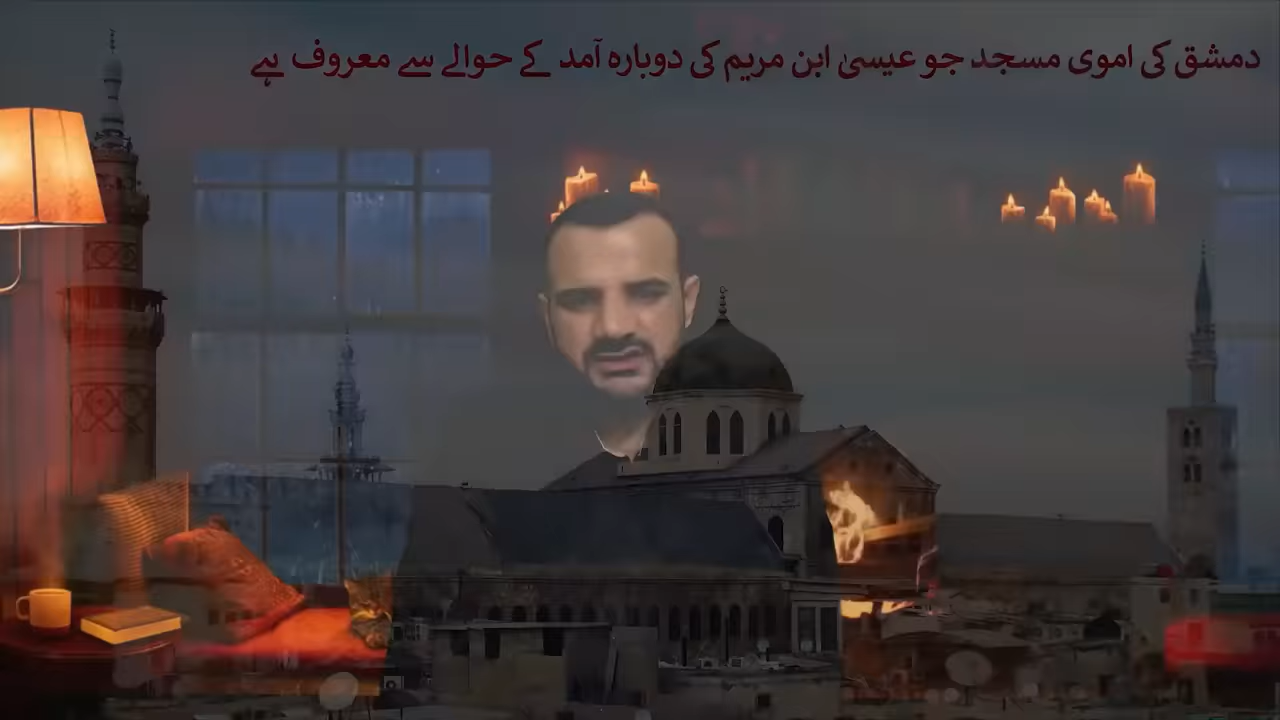 دمشق کی اموی مسجد جو عیسیٰ ابن مریم کی دوبارہ آمد کے حوالے سے معروف ہے